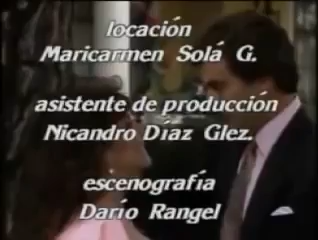 locación
Maricarmen Solá G.
asistente de producción
Nicandro Díaz Glez.
escenografía
Darío Rangel